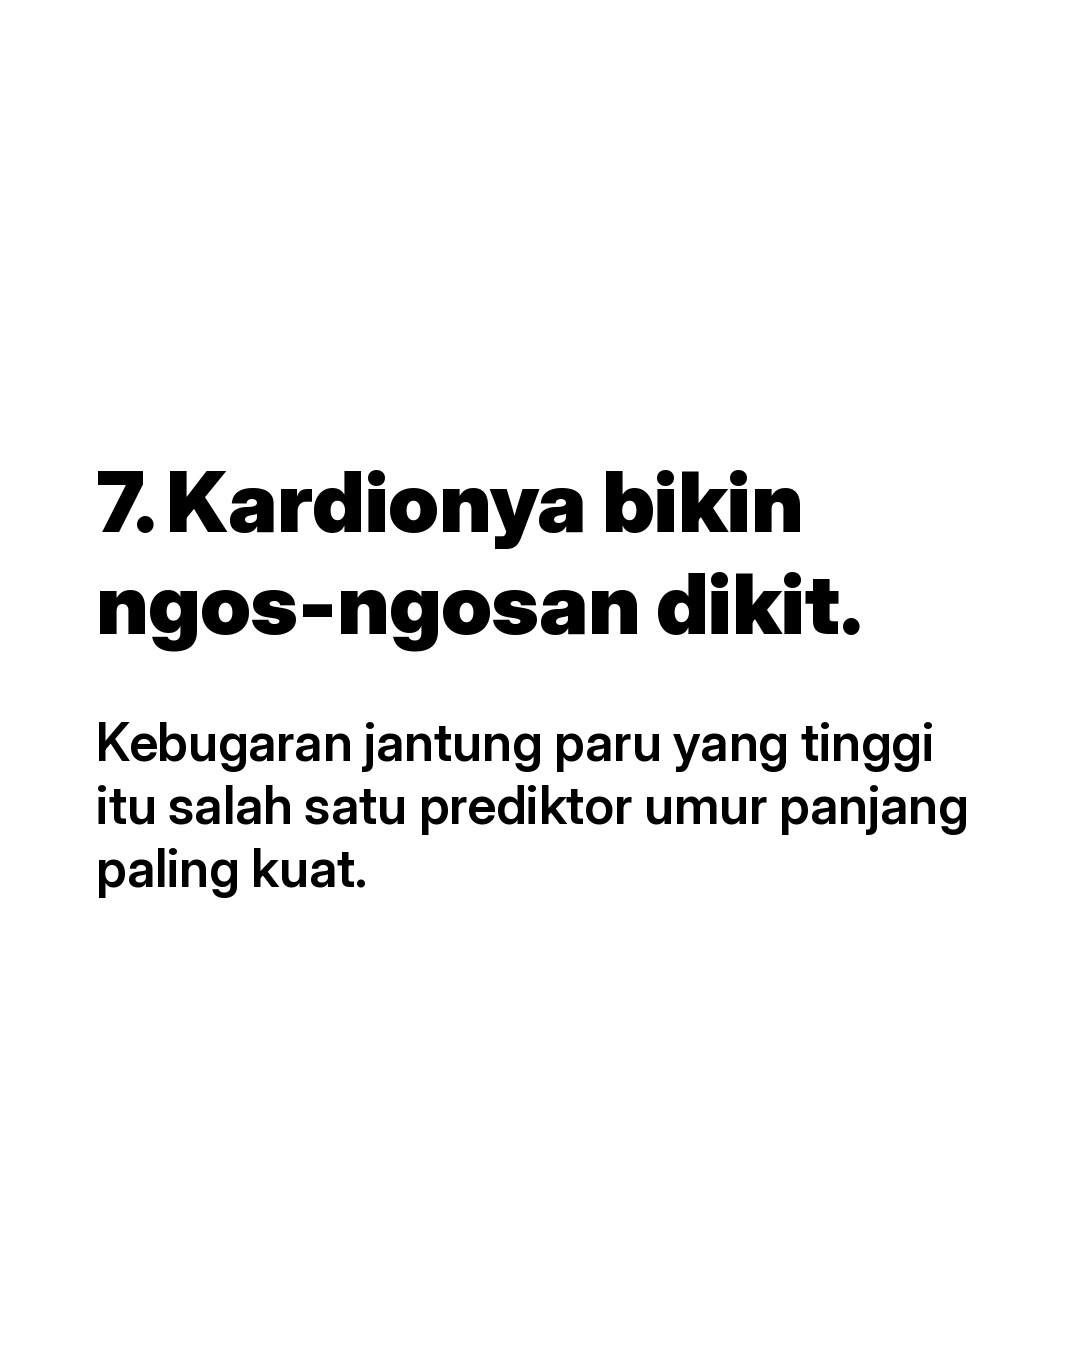 7. Kardionya bikin
ngos-ngosan dikit.
Kebugaran jantung paru yang tinggi
itu salah satu prediktor umur panjang
paling kuat.